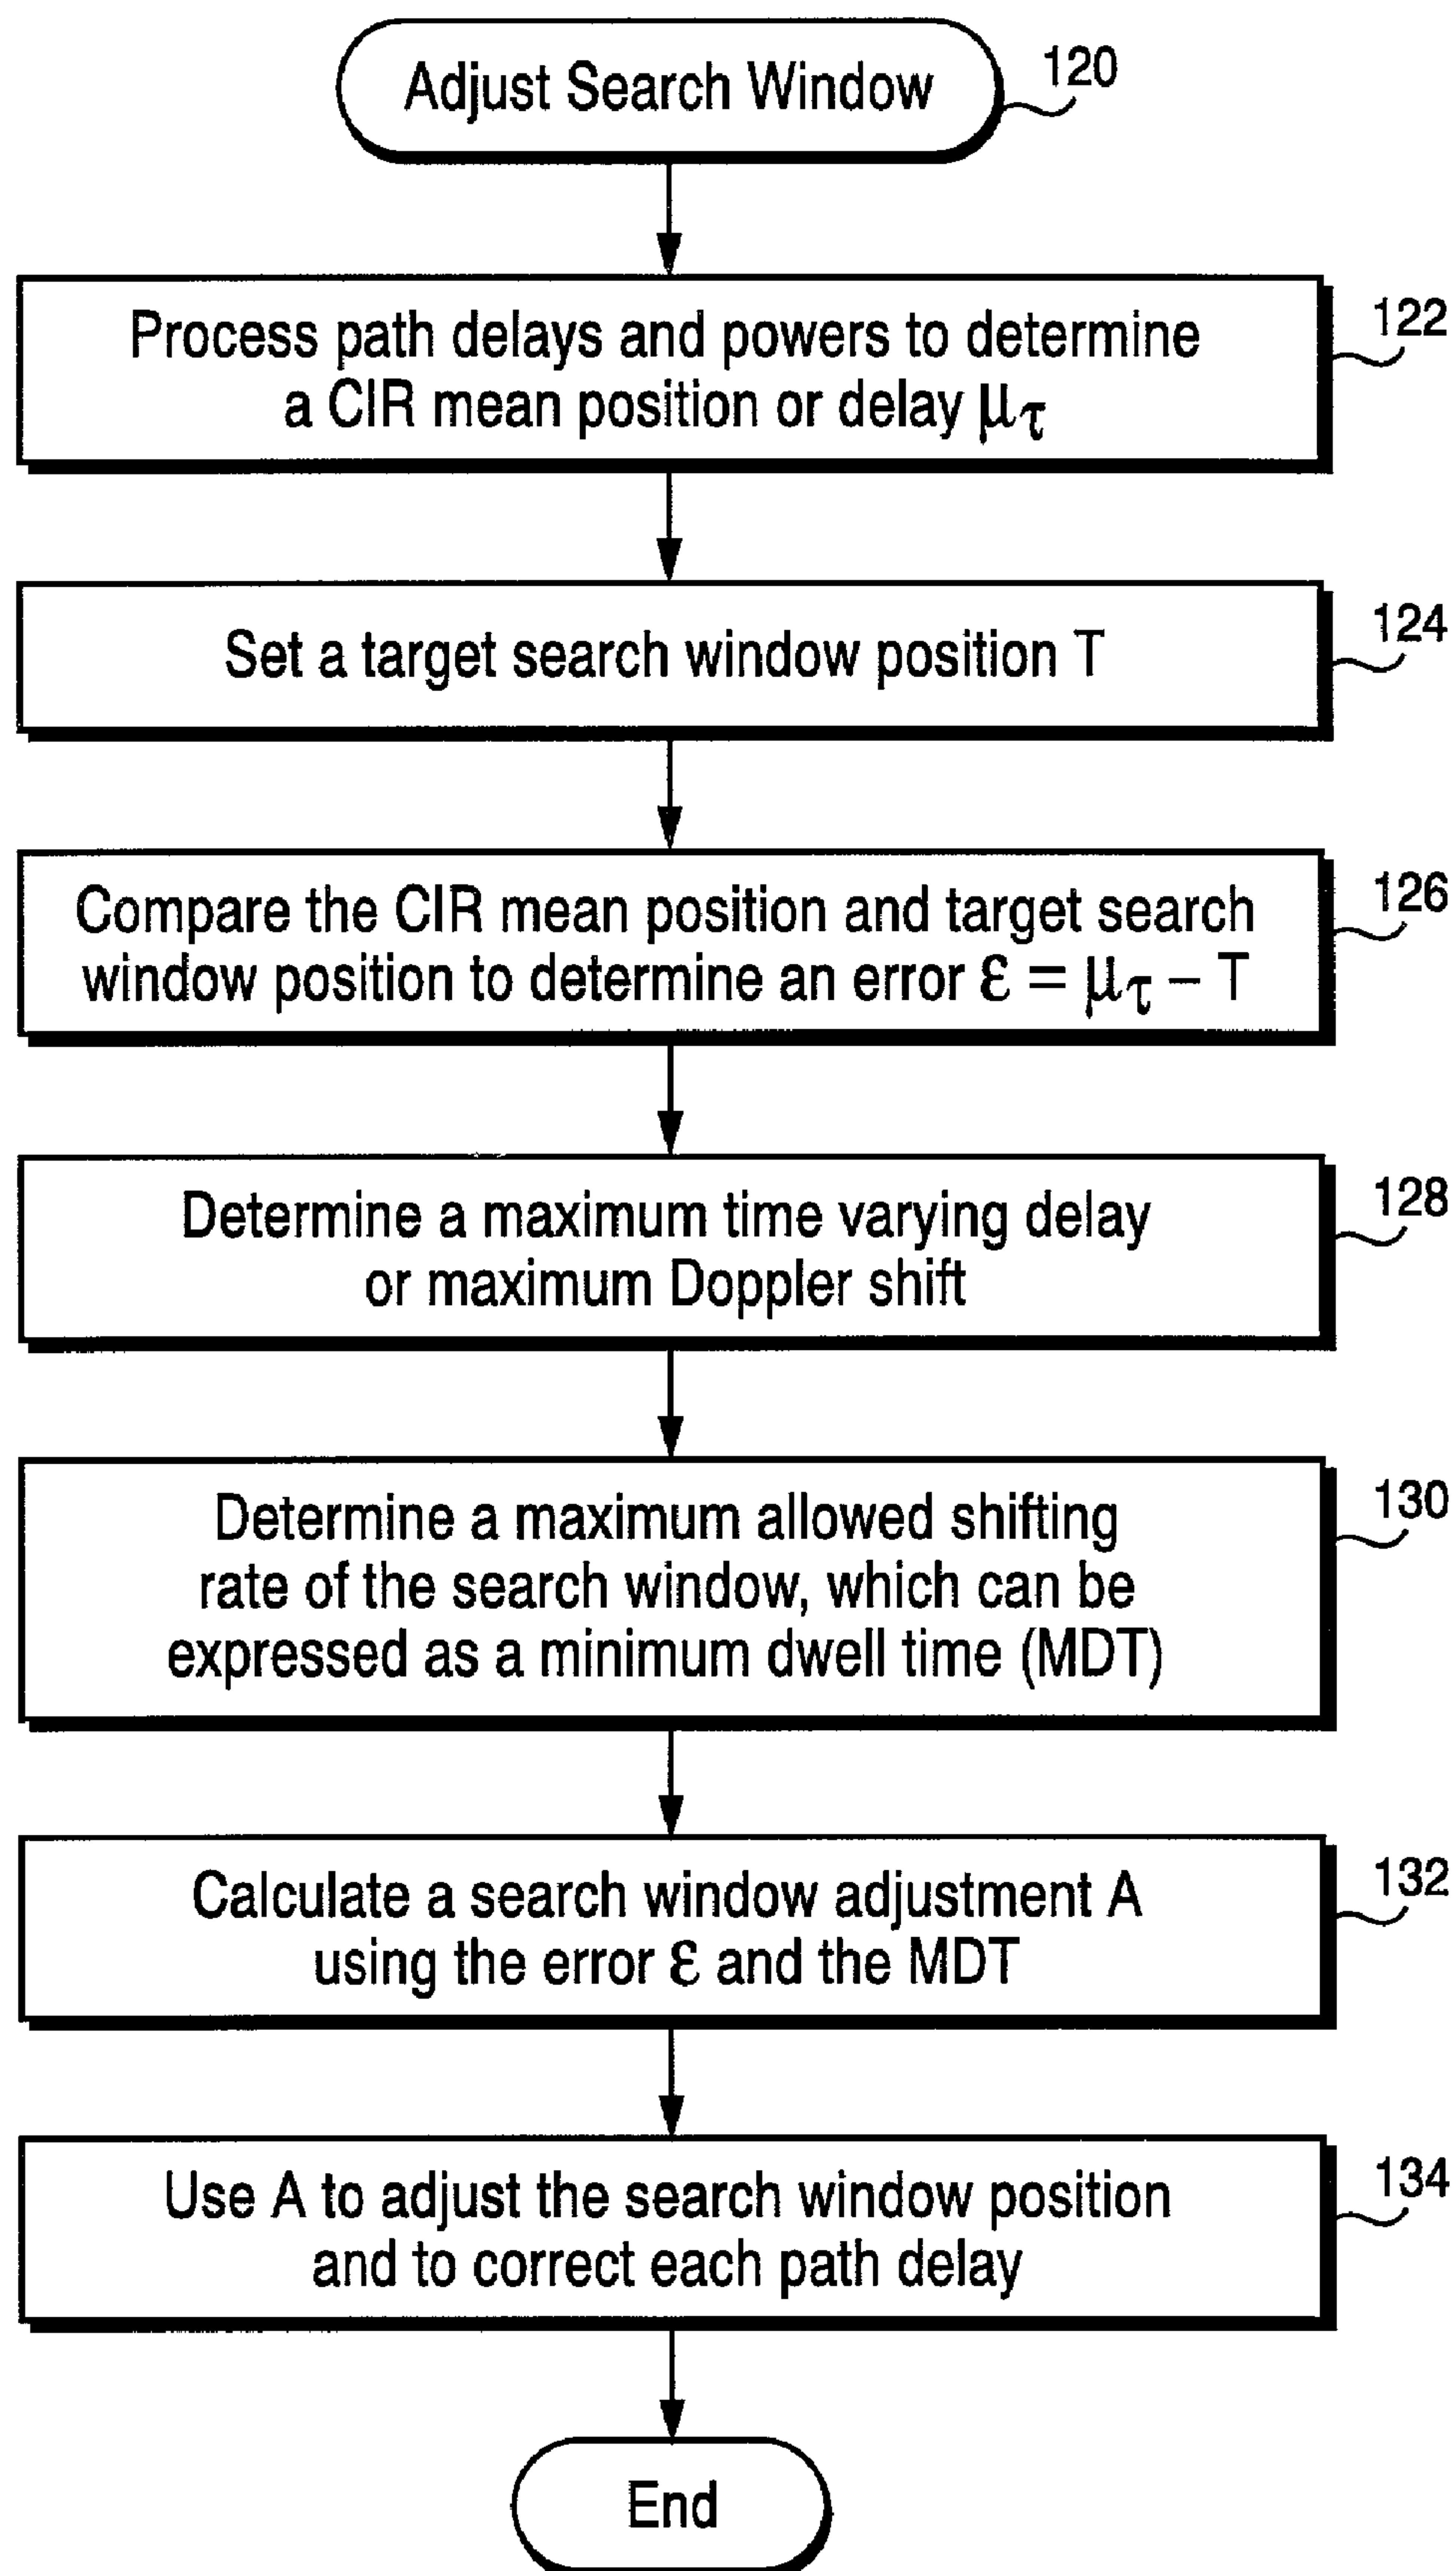 Adjust Search Window
120
Process path delays and powers to determine
a CIR mean position or delay μτ
122
Set a target search window position T
124
Compare the CIR mean position and target search
window position to determine an error ε = μτ – T
126
Determine a maximum time varying delay
or maximum Doppler shift
128
Determine a maximum allowed shifting
rate of the search window, which can be
expressed as a minimum dwell time (MDT)
130
Calculate a search window adjustment A
using the error ε and the MDT
132
Use A to adjust the search window position
and to correct each path delay
134
End